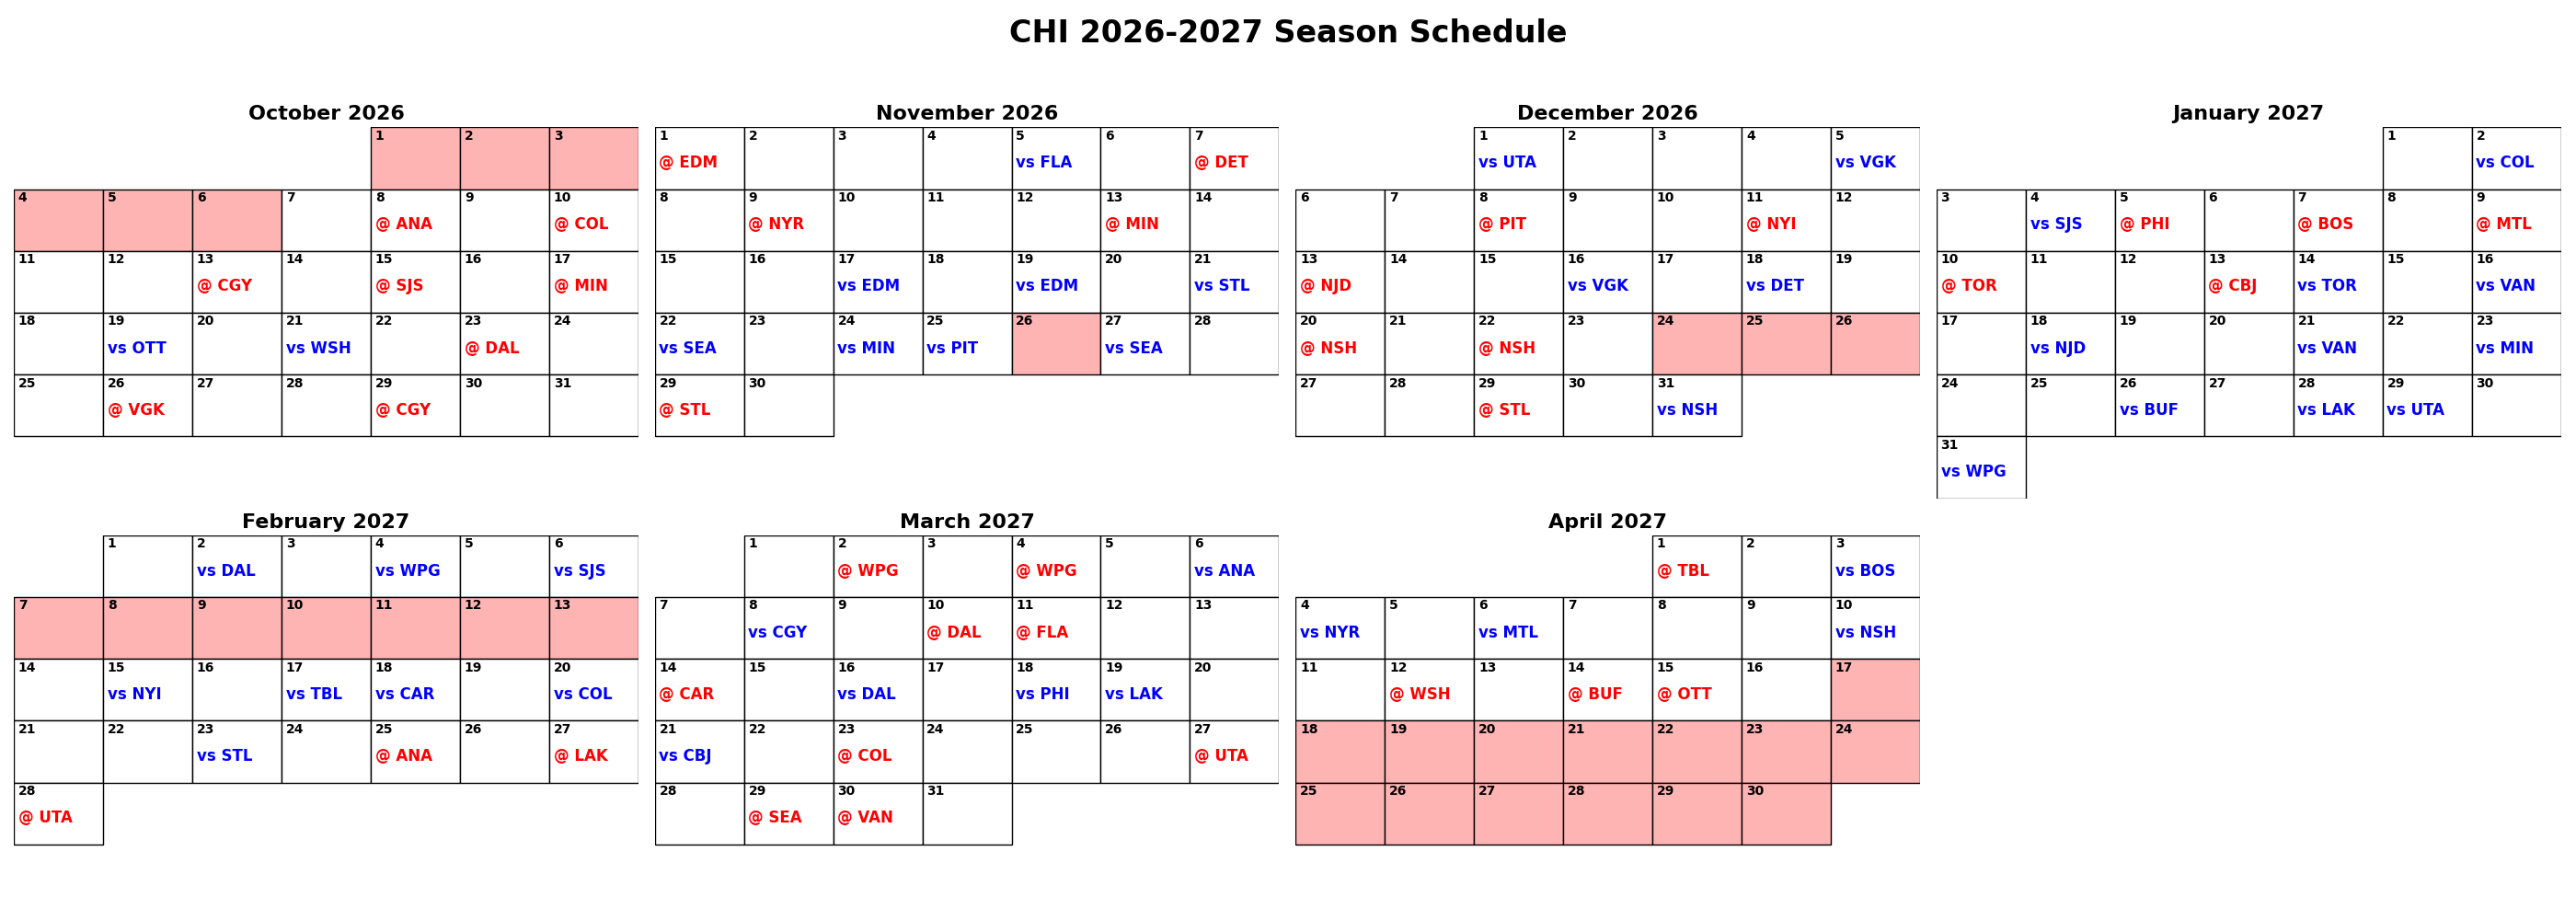 CHI 2026-2027 Season Schedule
October 2026
1 2 3
4 5 6 7 8 9 10
@ ANA @ COL
11 12 13 14 15 16 17
@ CGY @ SJS @ MIN
18 19 20 21 22 23 24
vs OTT vs WSH @ DAL
25 26 27 28 29 30 31
@ VGK @ CGY
November 2026
1 2 3 4 5 6 7
@ EDM vs FLA @ DET
8 9 10 11 12 13 14
@ NYR @ MIN
15 16 17 18 19 20 21
vs EDM vs EDM vs STL
22 23 24 25 26 27 28
vs SEA vs MIN vs PIT vs SEA
29 30
@ STL
December 2026
1 2 3 4 5
vs UTA vs VGK
6 7 8 9 10 11 12
@ PIT @ NYI
13 14 15 16 17 18 19
@ NJD vs VGK vs DET
20 21 22 23 24 25 26
@ NSH @ NSH
27 28 29 30 31
@ STL vs NSH
January 2027
1 2
vs COL
3 4 5 6 7 8 9
vs SJS @ PHI @ BOS @ MTL
10 11 12 13 14 15 16
@ TOR @ CBJ vs TOR vs VAN
17 18 19 20 21 22 23
vs NJD vs VAN vs MIN
24 25 26 27 28 29 30
vs BUF vs LAK vs UTA
31
vs WPG
February 2027
1 2 3 4 5 6
vs DAL vs WPG vs SJS
7 8 9 10 11 12 13
14 15 16 17 18 19 20
vs NYI vs TBL vs CAR vs COL
21 22 23 24 25 26 27
vs STL @ ANA @ LAK
28
@ UTA
March 2027
1 2 3 4 5 6
@ WPG @ WPG vs ANA
7 8 9 10 11 12 13
vs CGY @ DAL @ FLA
14 15 16 17 18 19 20
@ CAR vs DAL vs PHI vs LAK
21 22 23 24 25 26 27
vs CBJ @ COL @ UTA
28 29 30 31
@ SEA @ VAN
April 2027
1 2 3
@ TBL vs BOS
4 5 6 7 8 9 10
vs NYR vs MTL vs NSH
11 12 13 14 15 16 17
@ WSH @ BUF @ OTT
18 19 20 21 22 23 24
25 26 27 28 29 30